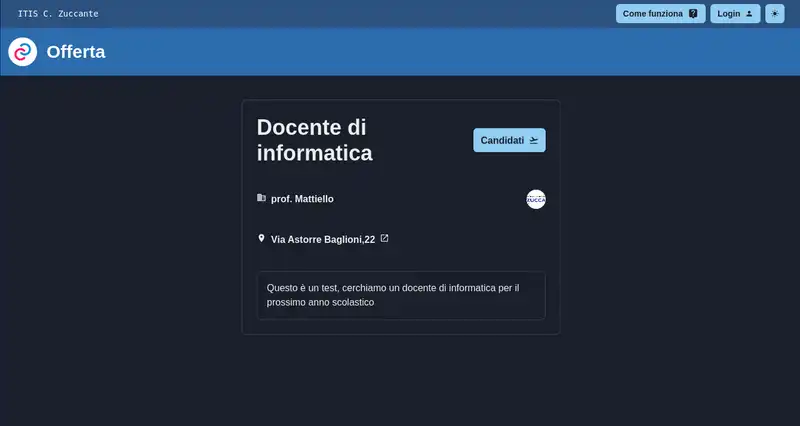 ITIS C. Zuccante
Come funziona
Login
Offerta
Docente di
informatica
Candidati
prof. Mattiello
ZUCCA
Via Astorre Baglioni,22
Questo è un test, cerchiamo un docente di informatica per il
prossimo anno scolastico